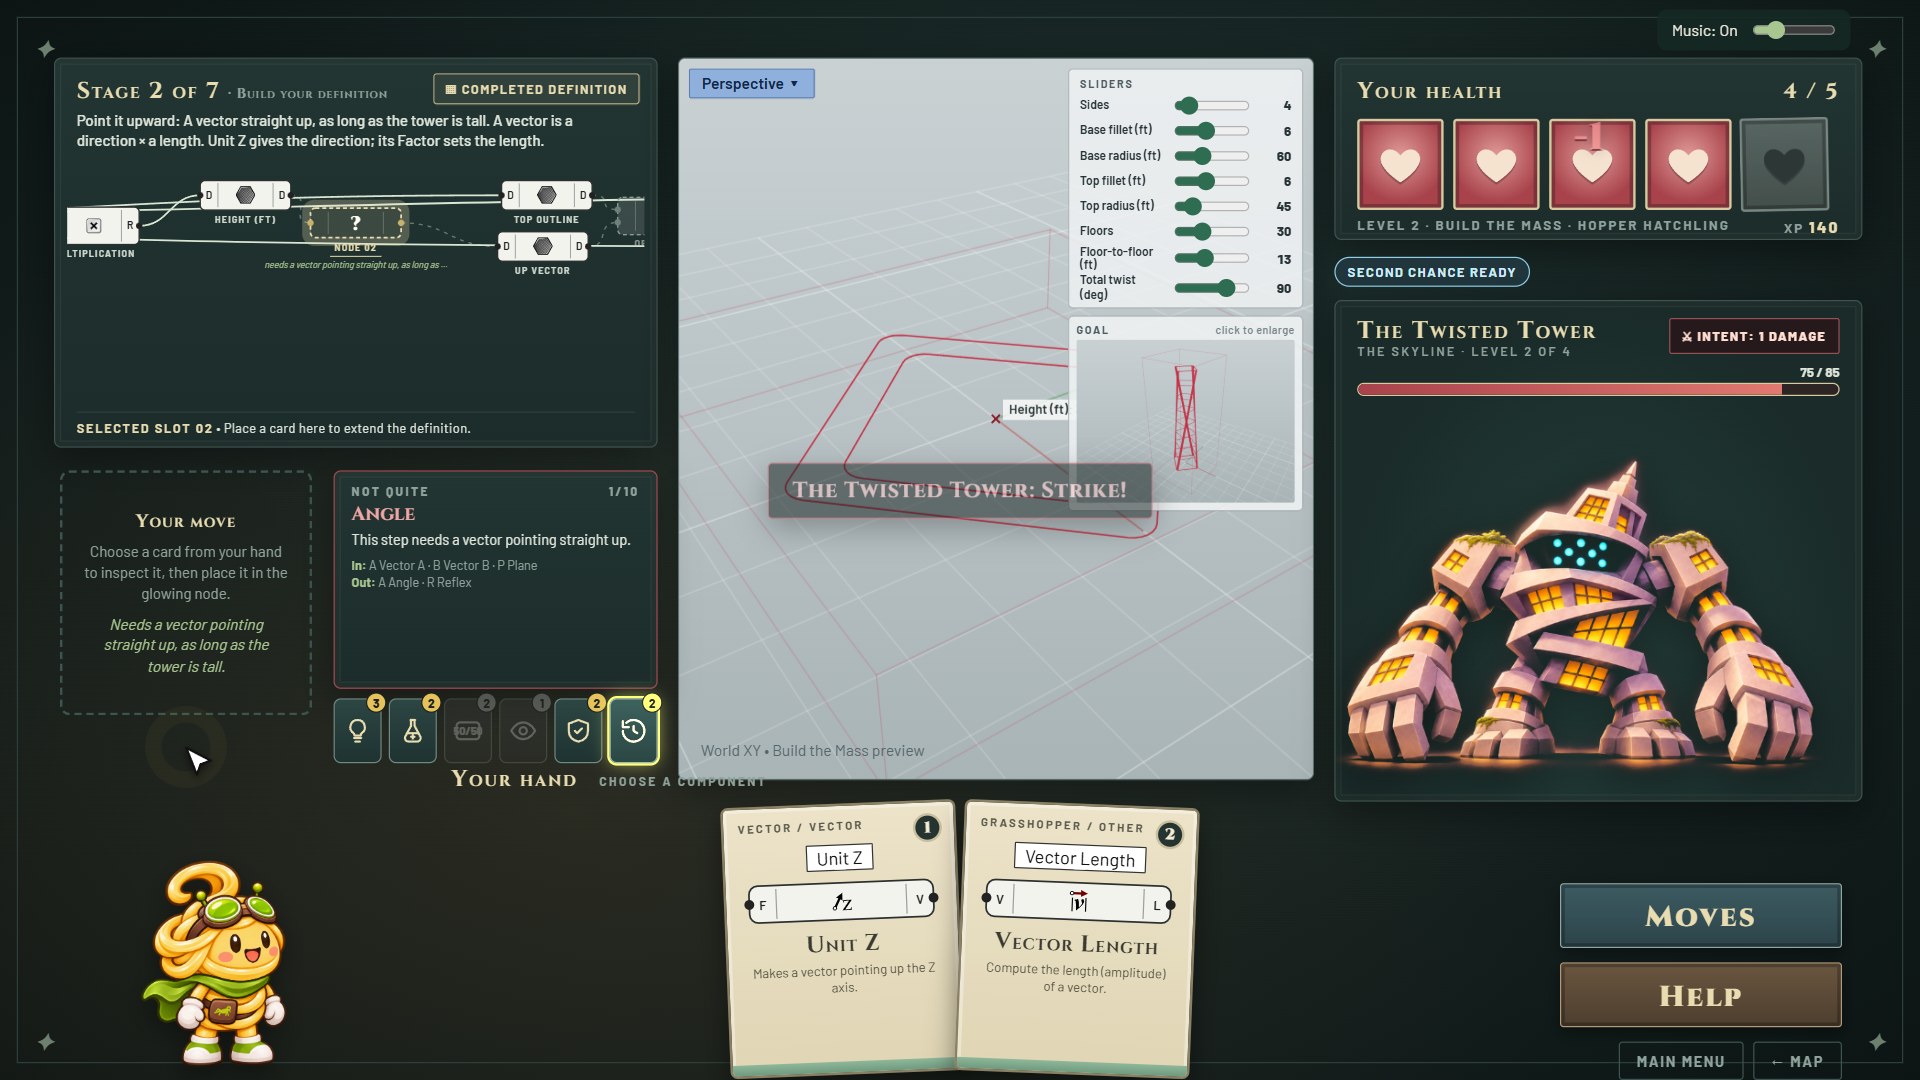 Music: On
STAGE 2 OF 7 · BUILD YOUR DEFINITION
COMPLETED DEFINITION
Point it upward: A vector straight up, as long as the tower is tall. A vector is a
direction × a length. Unit Z gives the direction; its Factor sets the length.
R
LTIPLICATION
D D
HEIGHT (FT)
?
NODE 02
needs a vector pointing straight up, as long as ...
D D
TOP OUTLINE
D D
UP VECTOR
SELECTED SLOT 02 • Place a card here to extend the definition.
YOUR MOVE
Choose a card from your hand
to inspect it, then place it in the
glowing node.
Needs a vector pointing
straight up, as long as the
tower is tall.
NOT QUITE 1/10
ANGLE
This step needs a vector pointing straight up.
In: A Vector A · B Vector B · P Plane
Out: A Angle · R Reflex
3
2
2
50/50
1
2
2
YOUR HAND CHOOSE A COMPONENT
Perspective ▼
SLIDERS
Sides 4
Base fillet (ft) 6
Base radius (ft) 60
Top fillet (ft) 6
Top radius (ft) 45
Floors 30
Floor-to-floor
(ft) 13
Total twist
(deg) 90
GOAL click to enlarge
Height (ft)
THE TWISTED TOWER: STRIKE!
World XY • Build the Mass preview
VECTOR / VECTOR 1
Unit Z
F Z V
UNIT Z
Makes a vector pointing up the Z
axis.
GRASSHOPPER / OTHER 2
Vector Length
V |V| L
VECTOR LENGTH
Compute the length (amplitude)
of a vector.
YOUR HEALTH 4 / 5
-1
LEVEL 2 · BUILD THE MASS · HOPPER HATCHLING XP 140
SECOND CHANCE READY
THE TWISTED TOWER
THE SKYLINE · LEVEL 2 OF 4
INTENT: 1 DAMAGE
75 / 85
MOVES
HELP
MAIN MENU
← MAP